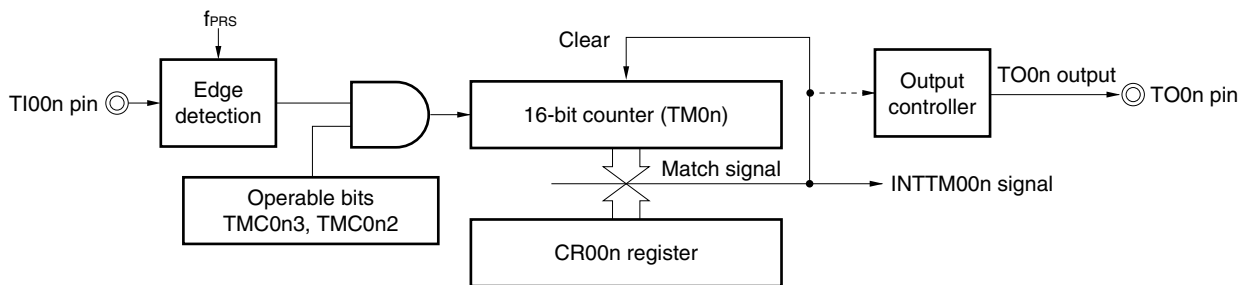 fPRS
Clear
TI00n pin
Edge
detection
16-bit counter (TM0n)
Output
controller
TO0n output
TO0n pin
Match signal
INTTM00n signal
Operable bits
TMC0n3, TMC0n2
CR00n register